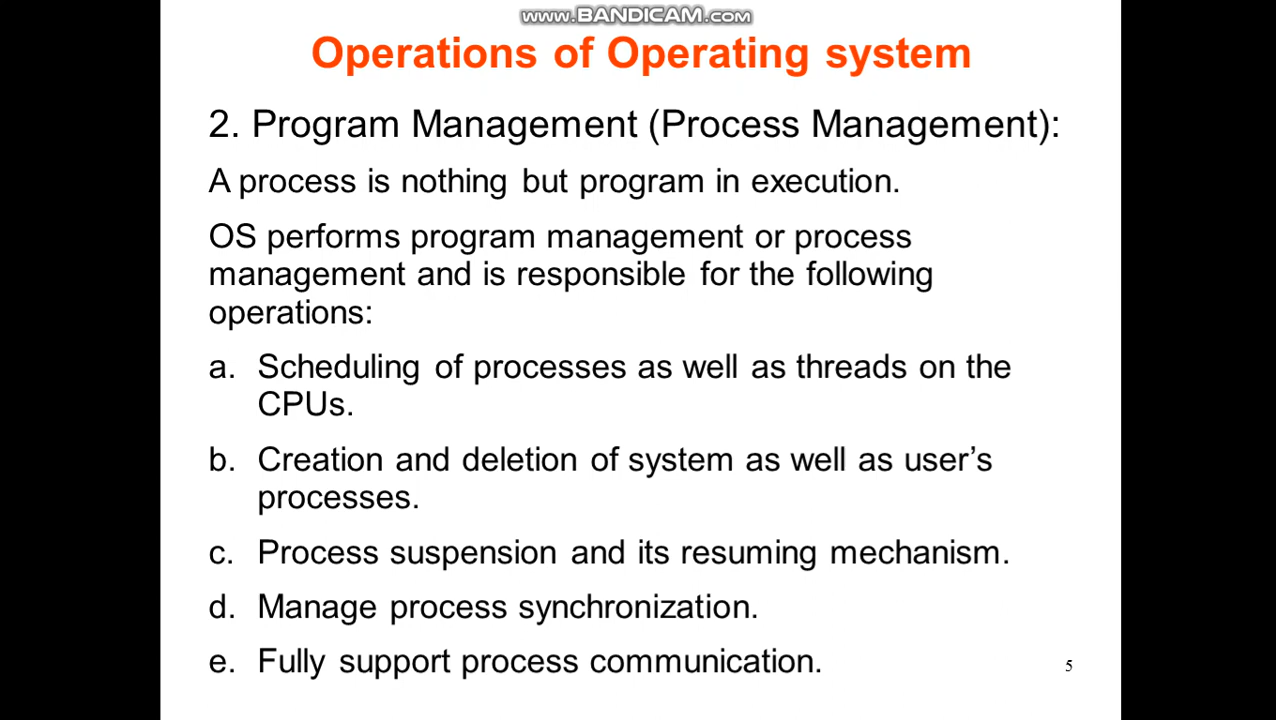 www.BANDICAM.com
Operations of Operating system
2. Program Management (Process Management):
A process is nothing but program in execution.
OS performs program management or process
management and is responsible for the following
operations:
a. Scheduling of processes as well as threads on the
CPUs.
b. Creation and deletion of system as well as user’s
processes.
c. Process suspension and its resuming mechanism.
d. Manage process synchronization.
e. Fully support process communication.
5